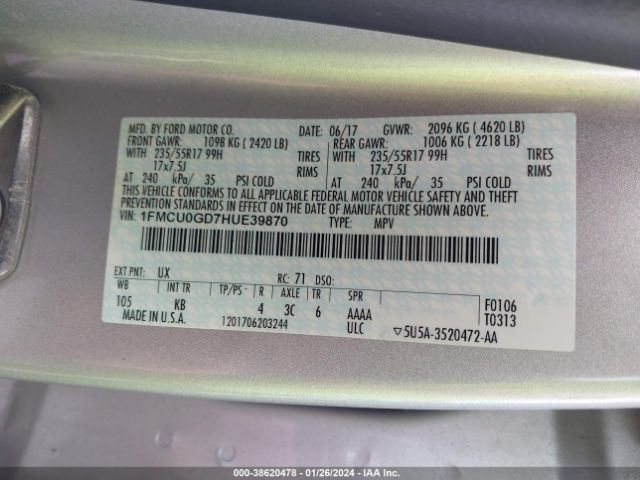 MFD. BY FORD MOTOR CO. DATE: 06/17 GVWR: 2096 KG ( 4620 LB)
FRONT GAWR: 1098 KG ( 2420 LB) REAR GAWR: 1006 KG ( 2218 LB)
WITH 235/55R17 99H TIRES WITH 235/55R17 99H TIRES
17x7.5J RIMS 17x7.5J RIMS
AT 240 kPa/ 35 PSI COLD AT 240 kPa/ 35 PSI COLD
THIS VEHICLE CONFORMS TO ALL APPLICABLE FEDERAL MOTOR VEHICLE SAFETY AND THEFT
PREVENTION STANDARDS IN EFFECT ON THE DATE OF MANUFACTURE SHOWN ABOVE.
VIN: 1FMCU0GD7HUE39870 TYPE: MPV
EXT PNT: UX RC: 71 DSO:
WB INT TR TP/PS R AXLE TR SPR F0106
105 KB 4 3C 6 AAAA T0313
MADE IN U.S.A. 1201706203244 ULC ▽5U5A-3520472-AA
000-38620478 - 01/26/2024 - IAA Inc.